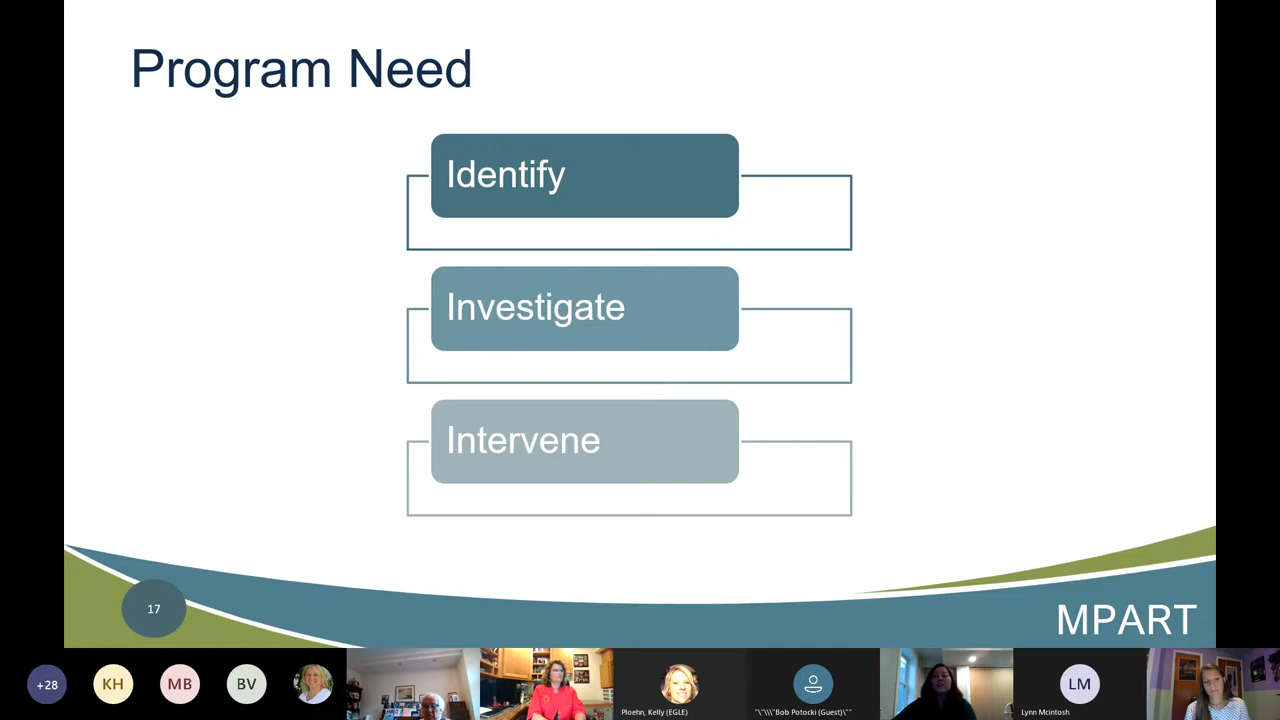 Program Need
Identify
Investigate
Intervene
17
MPART
+28
KH
MB
BV
Ploehn, Kelly (EGLE)
"\"\\\"Bob Potocki (Guest)\""
LM
Lynn Mcintosh